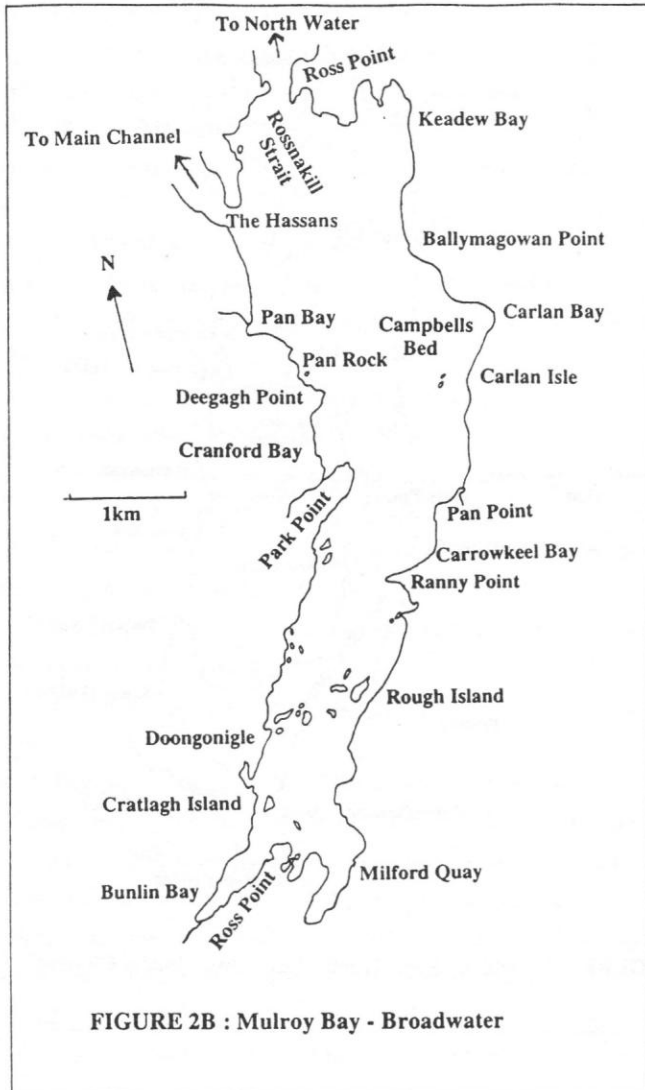 To North Water
Ross Point
Keadew Bay
To Main Channel
Rossnakill
Strait
The Hassans
Ballymagowan Point
N
Pan Bay
Campbells
Bed
Carlan Bay
Pan Rock
Carlan Isle
Deegagh Point
Cranford Bay
1km
Park Point
Pan Point
Carrowkeel Bay
Ranny Point
Rough Island
Doongonigle
Cratlagh Island
Milford Quay
Bunlin Bay
Ross Point
FIGURE 2B : Mulroy Bay - Broadwater